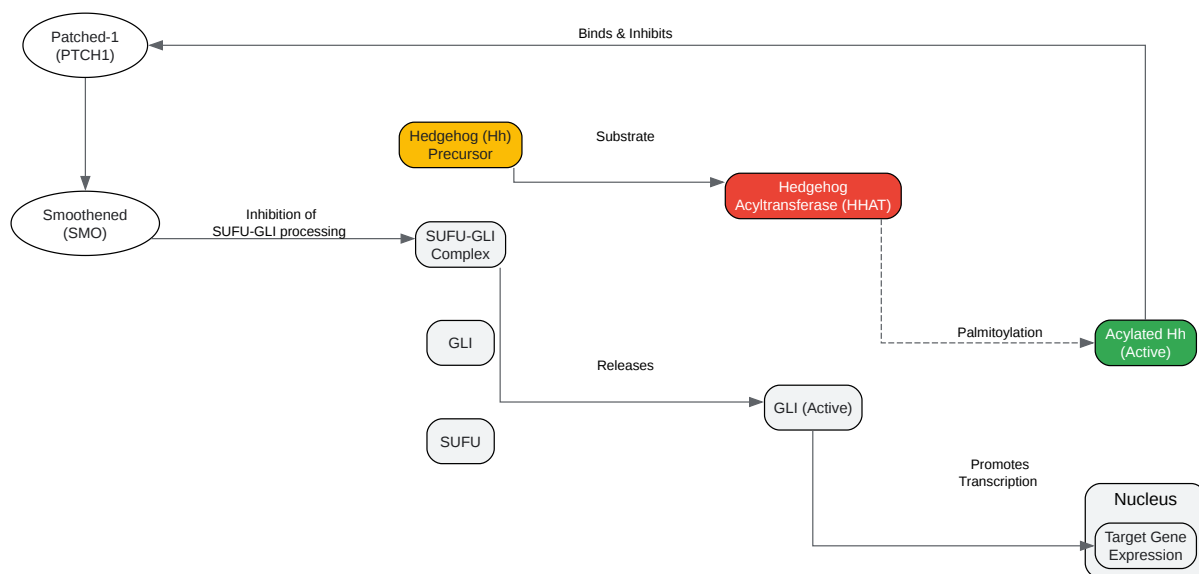 Patched-1
(PTCH1)
Binds & Inhibits
Hedgehog (Hh)
Precursor
Substrate
Hedgehog
Acyltransferase (HHAT)
Smoothened
(SMO)
Inhibition of
SUFU-GLI processing
SUFU-GLI
Complex
GLI
Palmitoylation
Acylated Hh
(Active)
Releases
GLI (Active)
SUFU
Promotes
Transcription
Nucleus
Target Gene
Expression